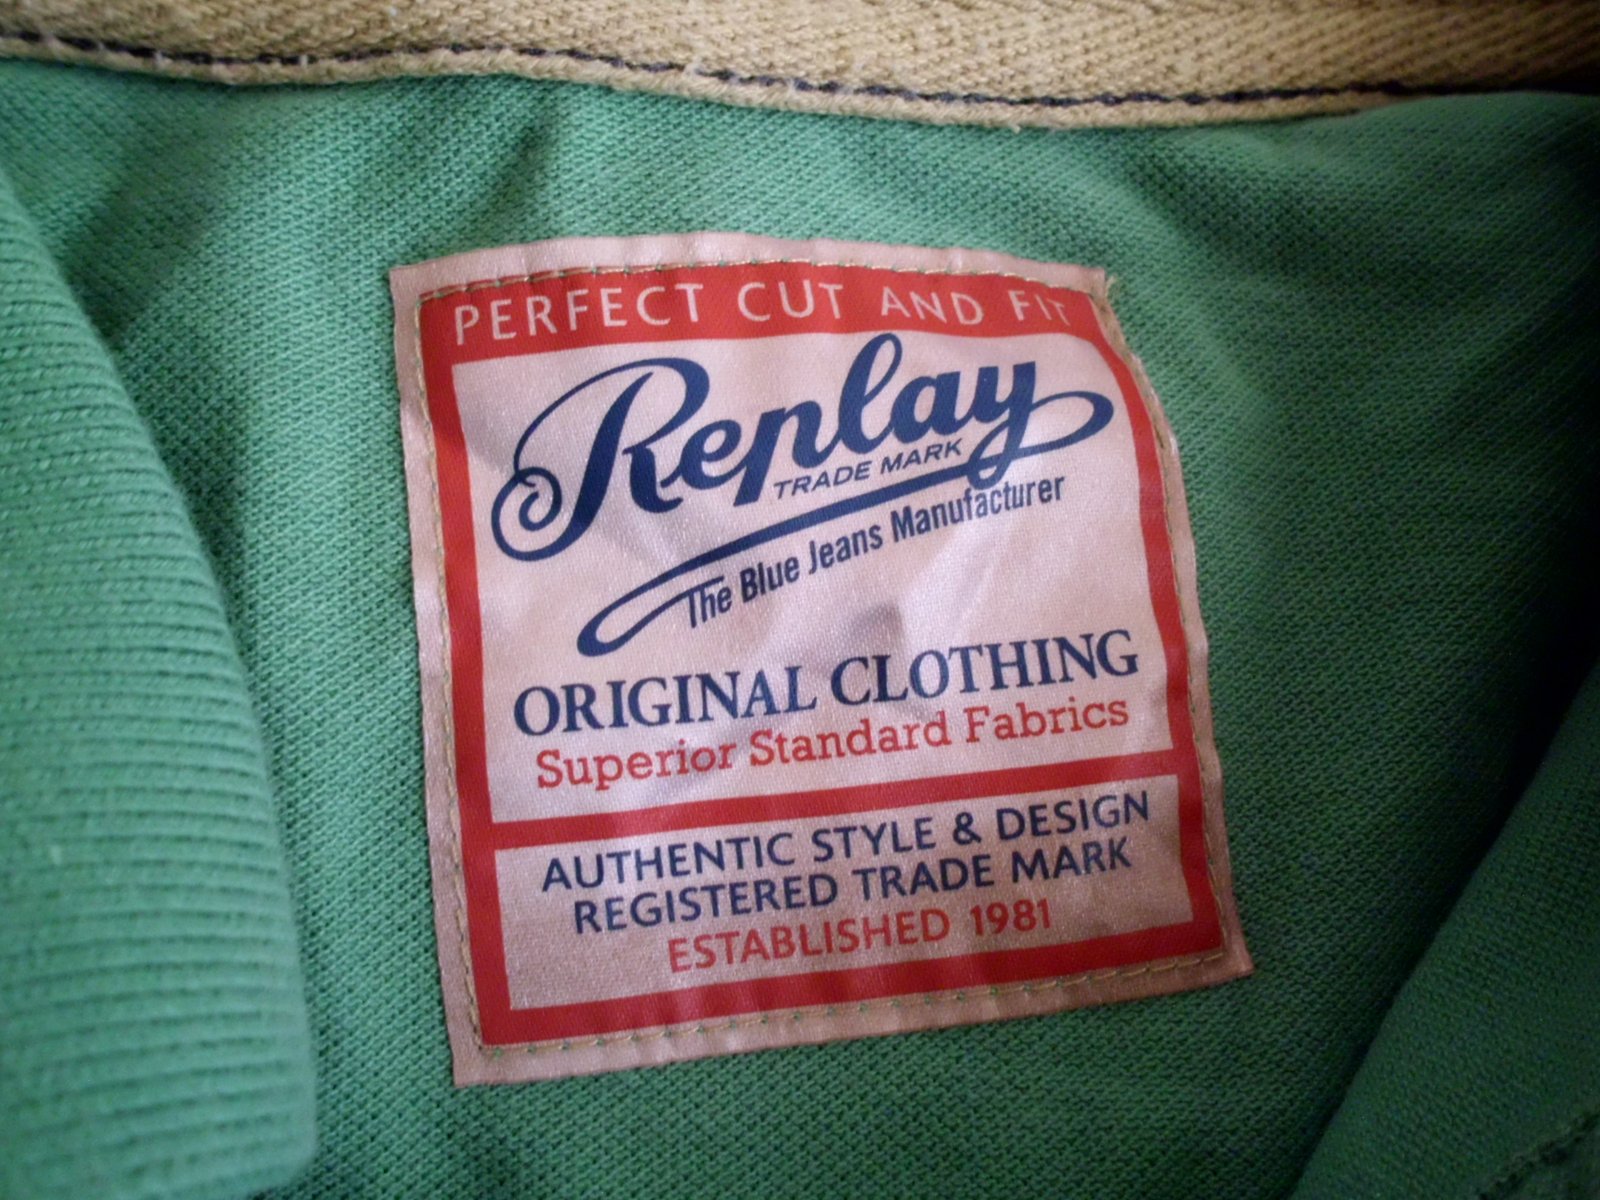 PERFECT CUT AND FIT
Replay
TRADE MARK
The Blue Jeans Manufacturer
ORIGINAL CLOTHING
Superior Standard Fabrics
AUTHENTIC STYLE & DESIGN
REGISTERED TRADE MARK
ESTABLISHED 1981